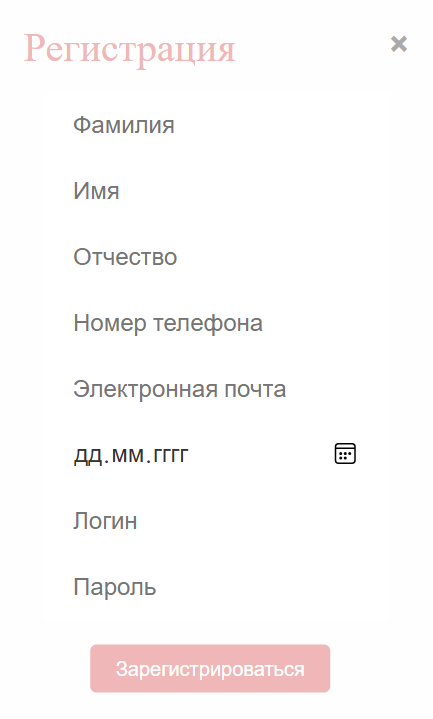 Регистрация ×
Фамилия
Имя
Отчество
Номер телефона
Электронная почта
дд.мм.гггг
Логин
Пароль
Зарегистрироваться